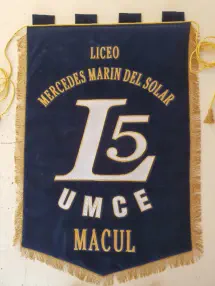 LICEO
MERCEDES MARIN DEL SOLAR
L5
UMCE
MACUL